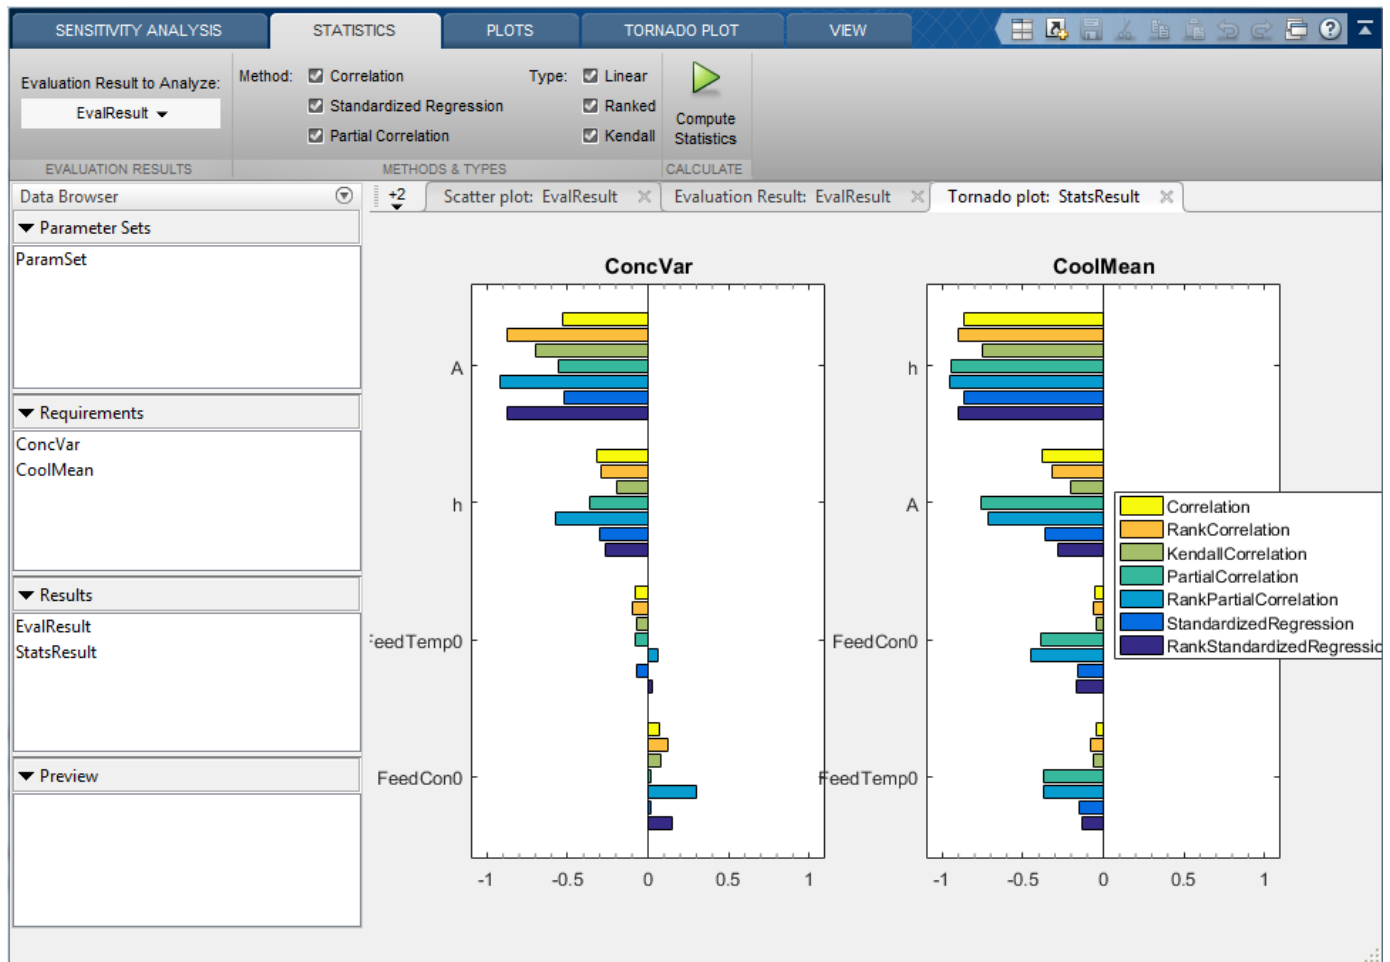 SENSITIVITY ANALYSIS STATISTICS PLOTS TORNADO PLOT VIEW
Evaluation Result to Analyze:
EvalResult
EVALUATION RESULTS
Method: Correlation
Standardized Regression
Partial Correlation
Type: Linear
Ranked
Kendall
METHODS & TYPES
Compute
Statistics
CALCULATE
Data Browser
Parameter Sets
ParamSet
Requirements
ConcVar
CoolMean
Results
EvalResult
StatsResult
Preview
+2 Scatter plot: EvalResult Evaluation Result: EvalResult Tornado plot: StatsResult
ConcVar
A
h
FeedTemp0
FeedCon0
-1 -0.5 0 0.5 1
CoolMean
h
A
FeedCon0
FeedTemp0
-1 -0.5 0 0.5 1
Correlation
RankCorrelation
KendallCorrelation
PartialCorrelation
RankPartialCorrelation
StandardizedRegression
RankStandardizedRegressio